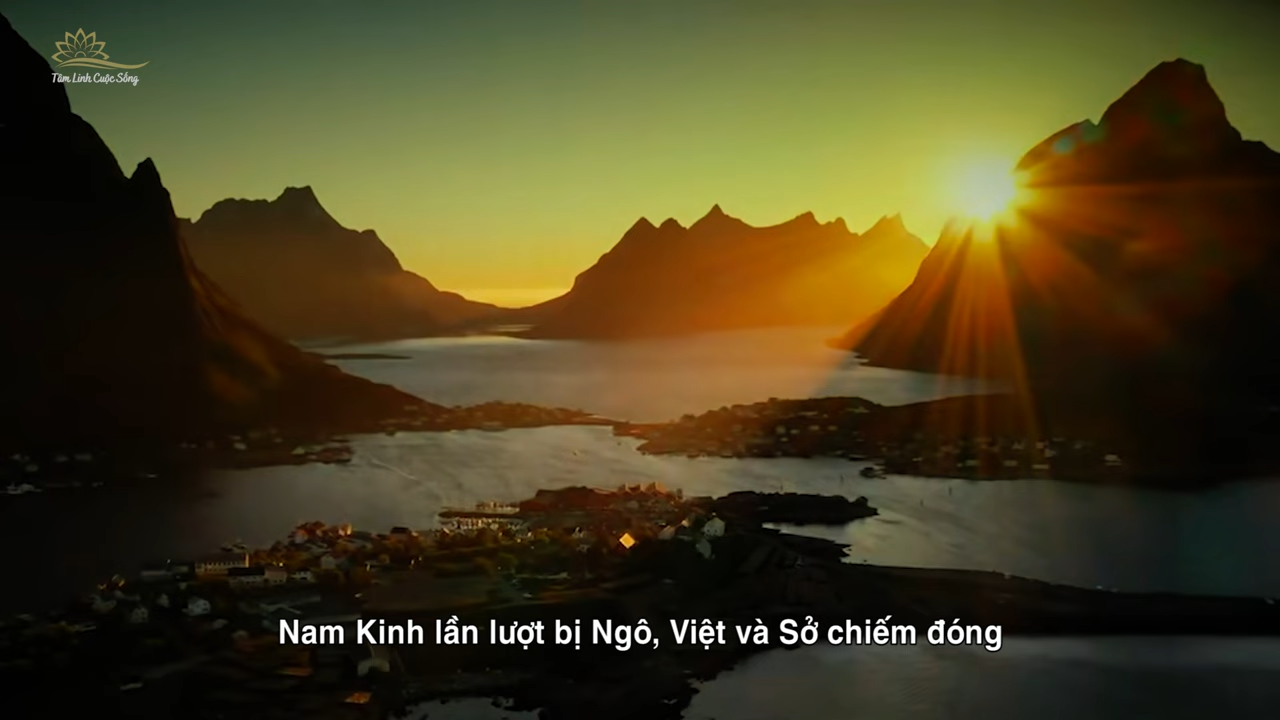 Tâm Linh Cuộc Sống
Nam Kinh lần lượt bị Ngô, Việt và Sở chiếm đóng